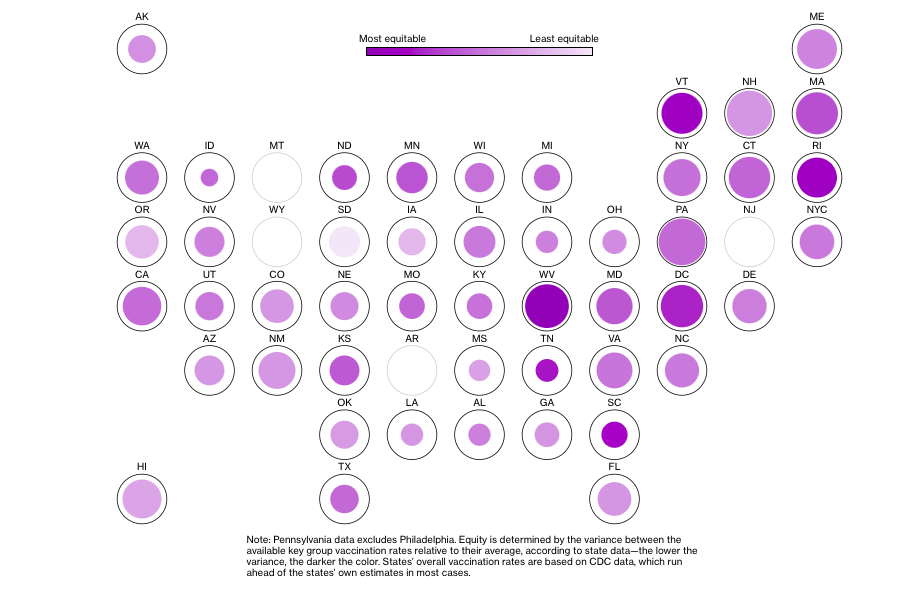 AK
ME
Most equitable Least equitable
VT NH MA
WA ID MT ND MN WI MI NY CT RI
OR NV WY SD IA IL IN OH PA NJ NYC
CA UT CO NE MO KY WV MD DC DE
AZ NM KS AR MS TN VA NC
OK LA AL GA SC
HI TX FL
Note: Pennsylvania data excludes Philadelphia. Equity is determined by the variance between the
available key group vaccination rates relative to their average, according to state data—the lower the
variance, the darker the color. States’ overall vaccination rates are based on CDC data, which run
ahead of the states’ own estimates in most cases.